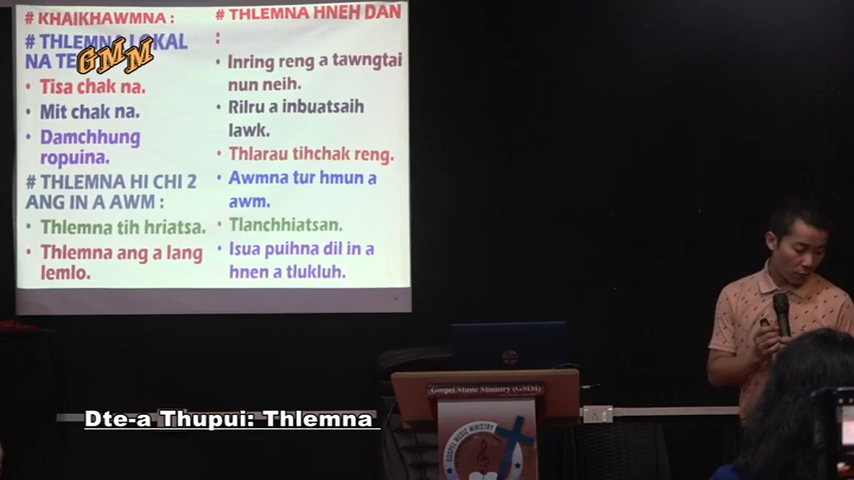 # KHAIKHAWMNA :
# THLEMNA LOKAL
NA TE
GMM
• Tisa chak na.
• Mit chak na.
• Damchhung
ropuina.
# THLEMNA HI CHI 2
ANG IN A AWM :
• Thlemna tih hriatsa.
• Thlemna ang a lang
lemlo.
# THLEMNA HNEH DAN
:
• Inring reng a tawngtai
nun neih.
• Rilru a inbuatsaih
lawk.
• Thlarau tihchak reng.
• Awmna tur hmun a
awm.
• Tlanchhiatsan.
• Isua puihna dil in a
hnen a tlukluh.
Gospel Music Ministry (GMM)
GOSPEL MUSIC MINISTRY
Dte-a Thupui: Thlemna